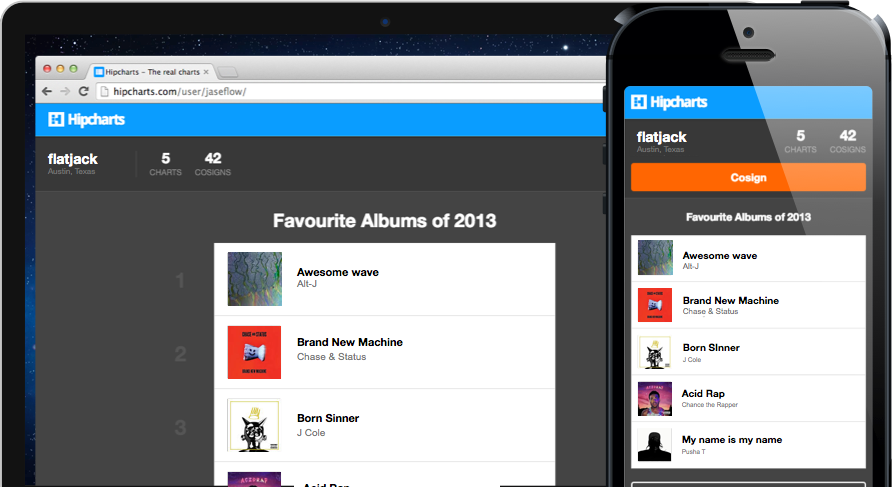 Hipcharts - The real charts
hipcharts.com/user/jaseflow/
Hipcharts
flatjack
Austin, Texas
5
CHARTS
42
COSIGNS
Favourite Albums of 2013
1
Awesome wave
Alt-J
2
Brand New Machine
Chase & Status
3
Born Sinner
J Cole
Acid Rap
Hipcharts
flatjack
Austin, Texas
5
CHARTS
42
COSIGNS
Cosign
Favourite Albums of 2013
Awesome wave
Alt-J
Brand New Machine
Chase & Status
Born SInner
J Cole
Acid Rap
Chance the Rapper
My name is my name
Pusha T